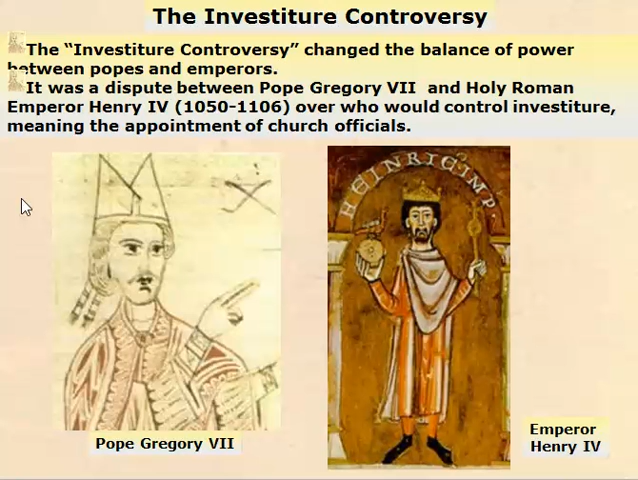 The Investiture Controversy
The “Investiture Controversy” changed the balance of power
between popes and emperors.
It was a dispute between Pope Gregory VII and Holy Roman
Emperor Henry IV (1050-1106) over who would control investiture,
meaning the appointment of church officials.
HEINRICIMP
Pope Gregory VII
Emperor
Henry IV